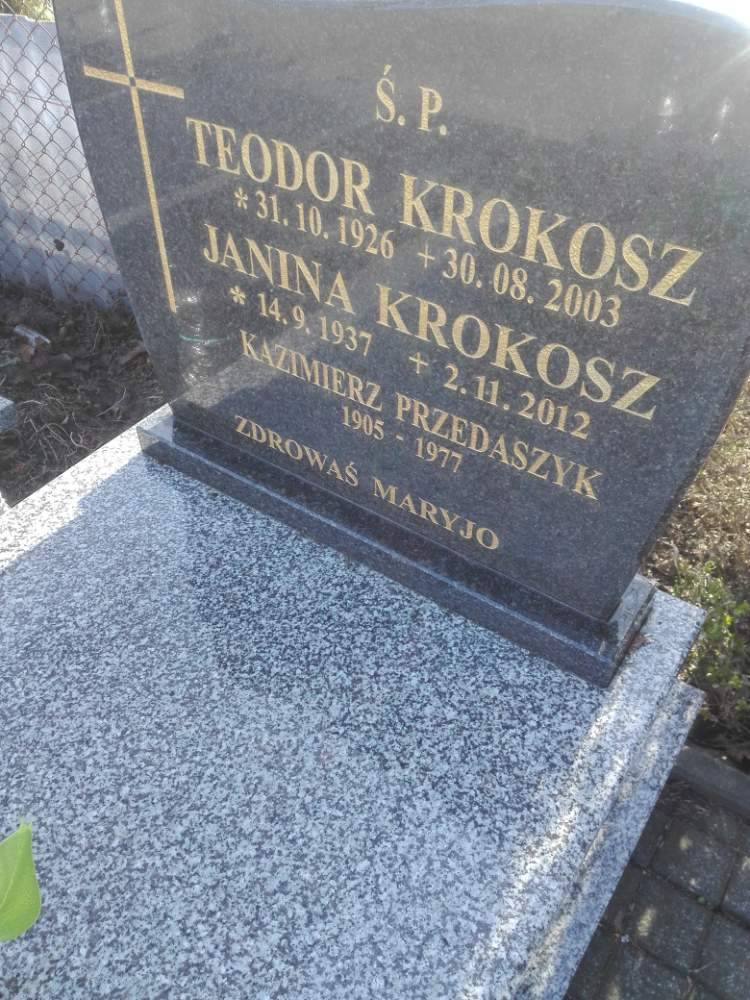 Ś. P.
TEODOR KROKOSZ
* 31. 10. 1926 + 30. 08. 2003
JANINA KROKOSZ
* 14. 9. 1937 + 2. 11. 2012
KAZIMIERZ PRZEDASZYK
1905 - 1977
ZDROWAŚ MARYJO